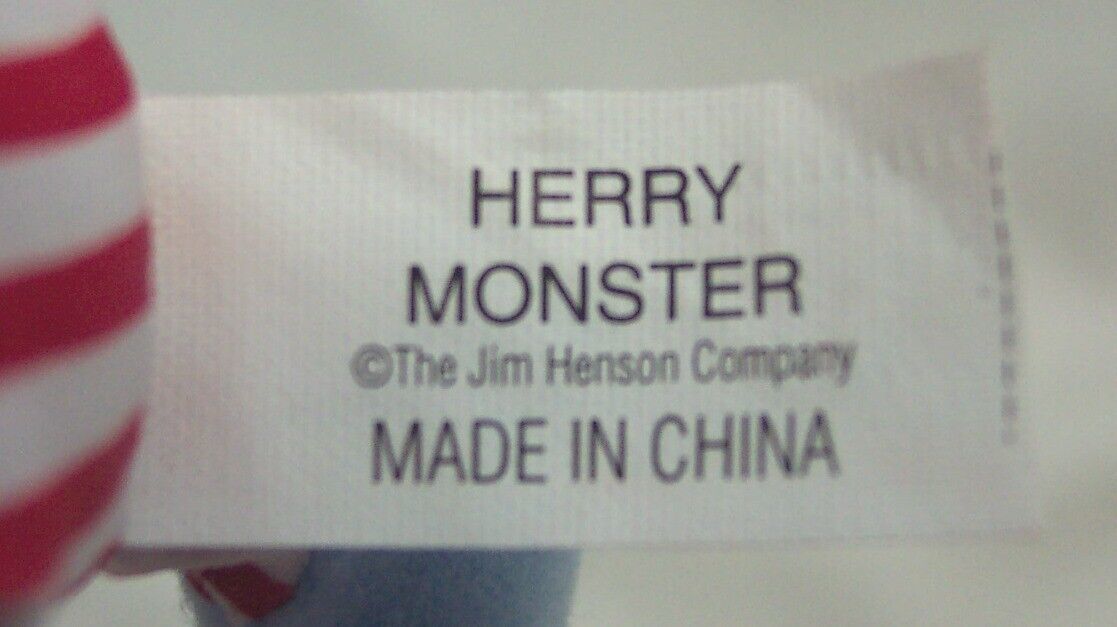 HERRY
MONSTER
©The Jim Henson Company
MADE IN CHINA